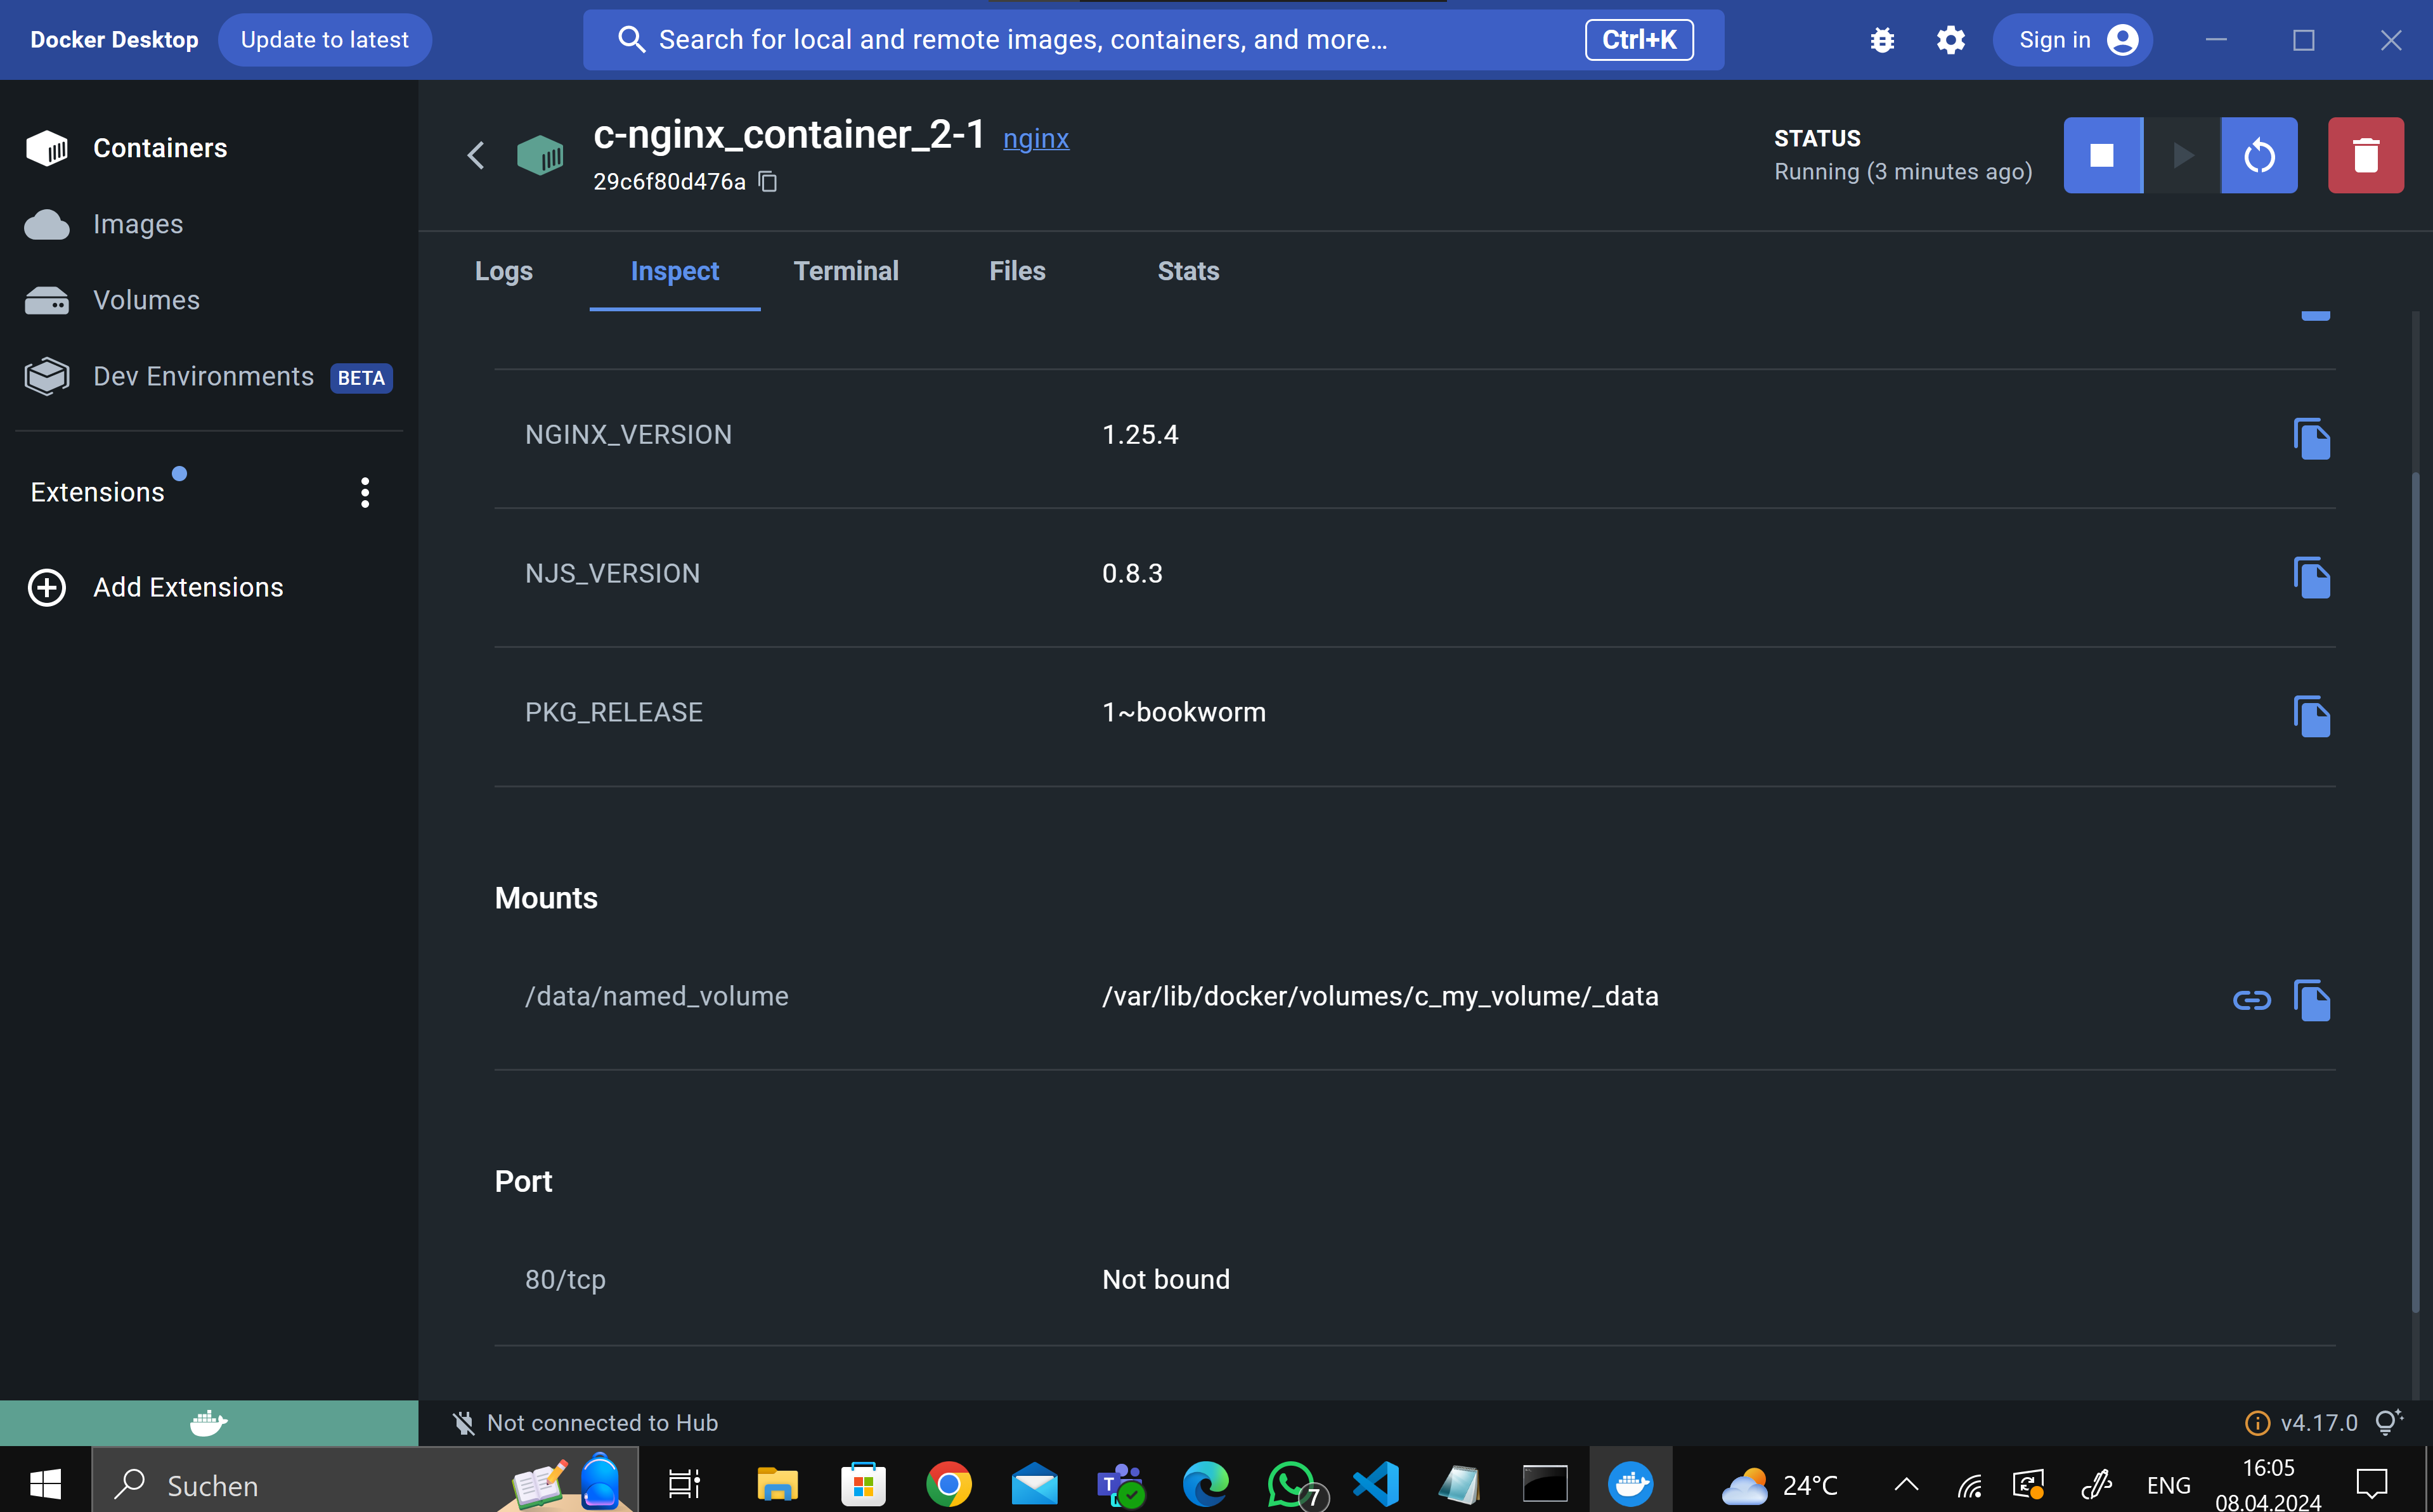 Docker Desktop
Update to latest
Search for local and remote images, containers, and more...
Ctrl+K
Sign in
Containers
Images
Volumes
Dev Environments BETA
Extensions
Add Extensions
c-nginx_container_2-1 nginx
29c6f80d476a
STATUS
Running (3 minutes ago)
Logs Inspect Terminal Files Stats
NGINX_VERSION 1.25.4
NJS_VERSION 0.8.3
PKG_RELEASE 1~bookworm
Mounts
/data/named_volume /var/lib/docker/volumes/c_my_volume/_data
Port
80/tcp Not bound
Not connected to Hub
v4.17.0
Suchen
T
7
24°C
ENG
16:05
08.04.2024